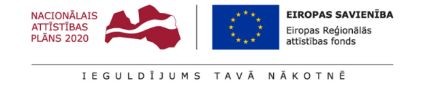 NACIONĀLAIS
ATTĪSTĪBAS
PLĀNS 2020
EIROPAS SAVIENĪBA
Eiropas Reģionālās
attīstības fonds
IEGULDĪJUMS TAVĀ NĀKOTNĒ